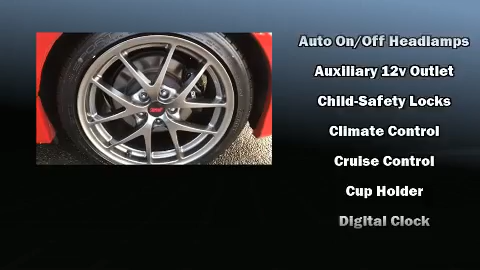 Auto On/Off Headlamps
Auxiliary 12v Outlet
Child-Safety Locks
Climate Control
Cruise Control
Cup Holder
Digital Clock